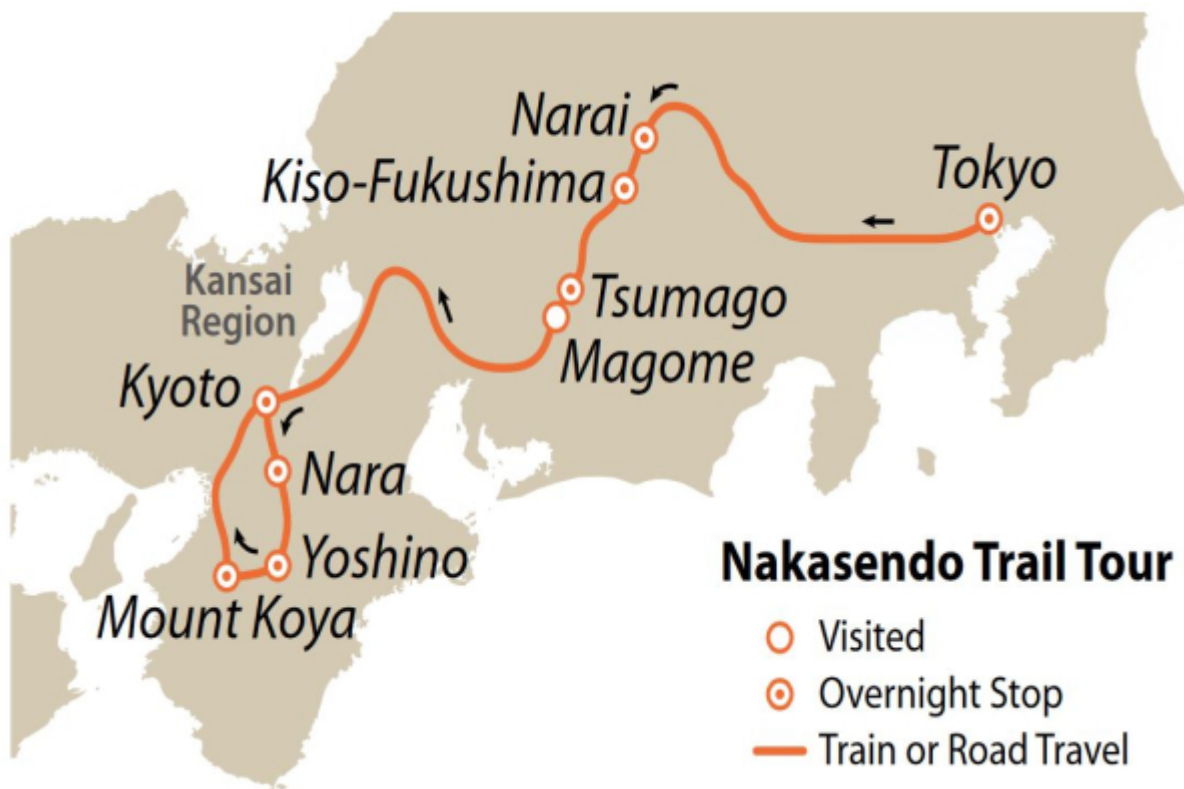 Narai
Kiso-Fukushima
Tokyo
Kansai
Region
Tsumago
Magome
Kyoto
Nara
Yoshino
Mount Koya
Nakasendo Trail Tour
Visited
Overnight Stop
Train or Road Travel